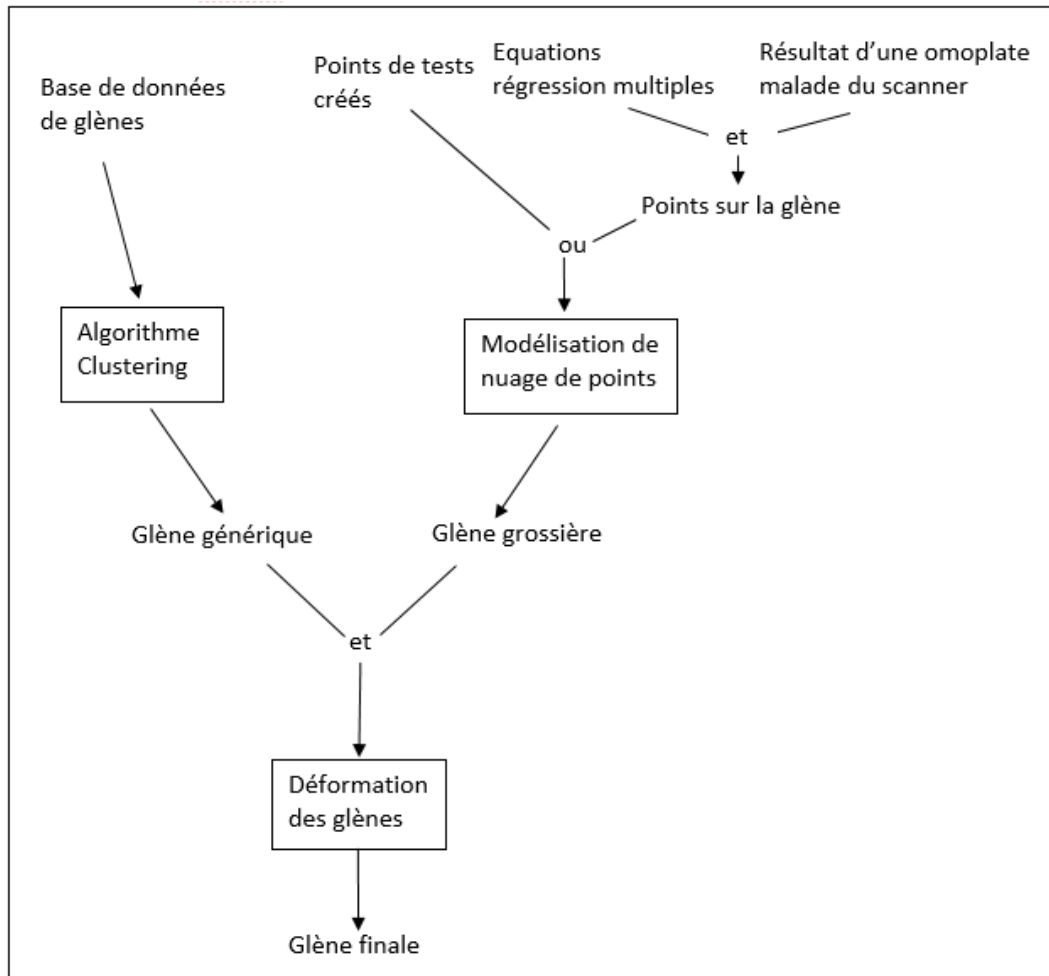 Base de données
de glènes
Points de tests
créés
Equations
régression multiples
Résultat d’une omoplate
malade du scanner
et
Points sur la glène
ou
Algorithme
Clustering
Modélisation de
nuage de points
Glène générique
Glène grossière
et
Déformation
des glènes
Glène finale